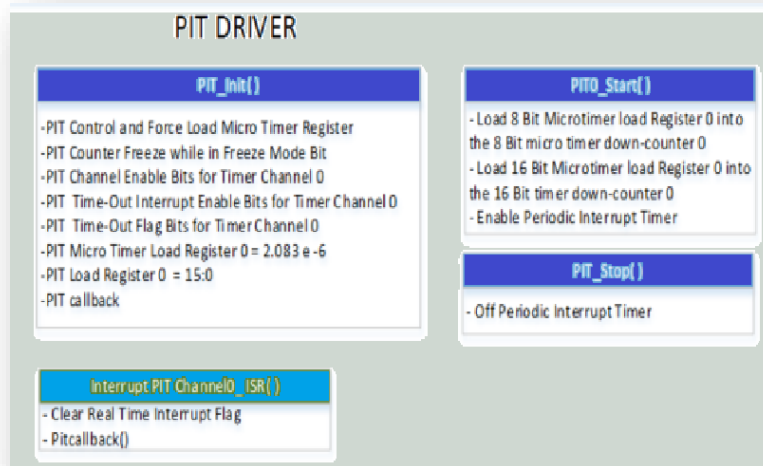 PIT DRIVER
PIT_Init()
-PIT Control and Force Load Micro Timer Register
-PIT Counter Freeze while in Freeze Mode Bit
-PIT Channel Enable Bits for Timer Channel 0
-PIT Time-Out Interrupt Enable Bits for Timer Channel 0
-PIT Time-Out Flag Bits for Timer Channel 0
-PIT Micro Timer Load Register 0 = 2.083 e -6
-PIT Load Register 0 = 15:0
-PIT callback
PIT0_Start()
- Load 8 Bit Microtimer load Register 0 into
the 8 Bit micro timer down-counter 0
- Load 16 Bit Microtimer load Register 0 into
the 16 Bit timer down-counter 0
- Enable Periodic Interrupt Timer
PIT_Stop()
- Off Periodic Interrupt Timer
Interrupt PIT Channel0_ISR()
- Clear Real Time Interrupt Flag
- Pitcallback()